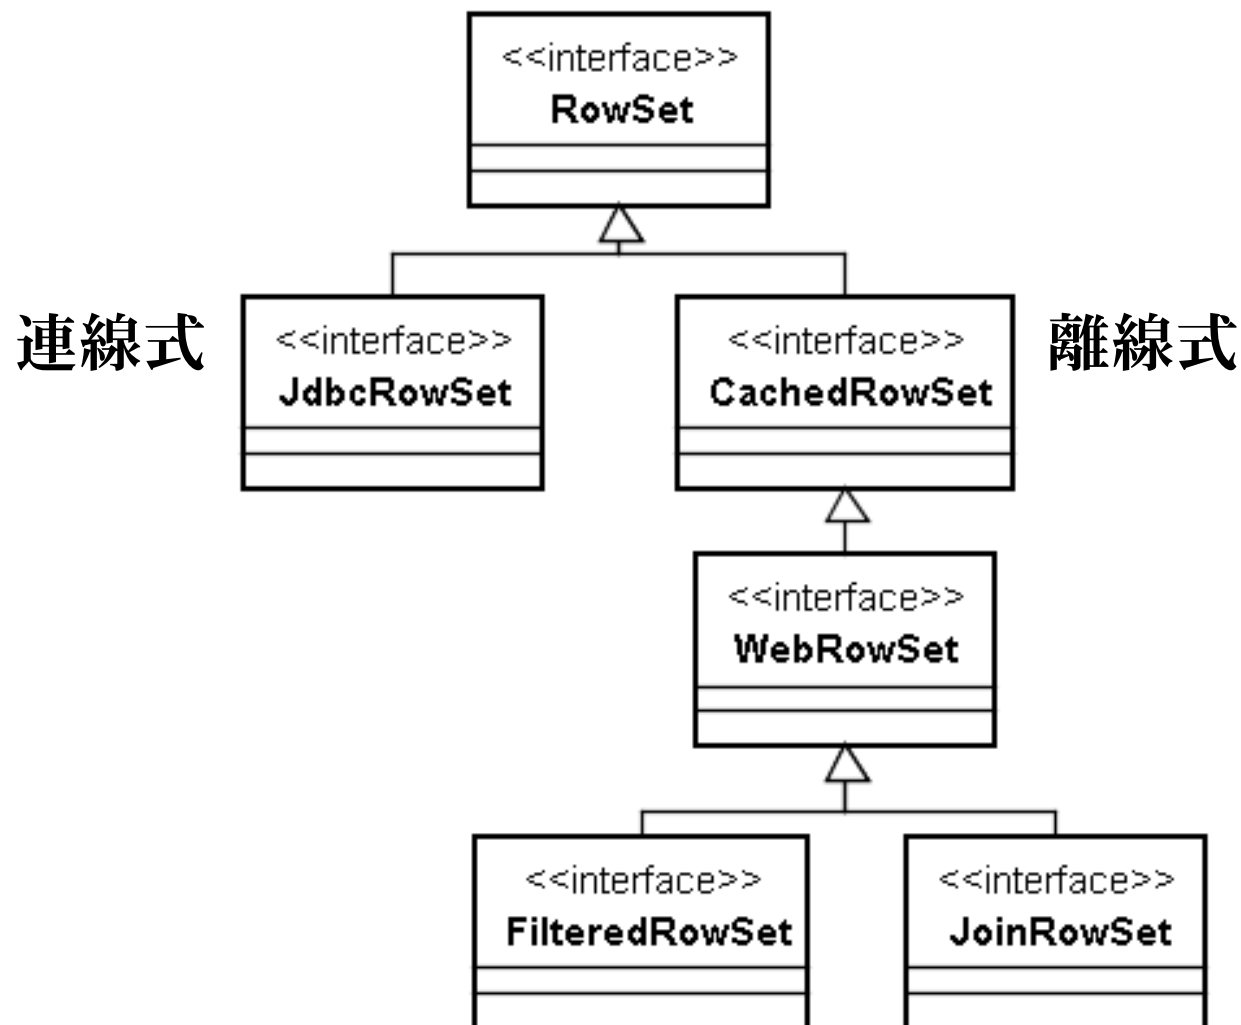 <<interface>>
RowSet
連線式
<<interface>>
JdbcRowSet
<<interface>>
CachedRowSet
離線式
<<interface>>
WebRowSet
<<interface>>
FilteredRowSet
<<interface>>
JoinRowSet